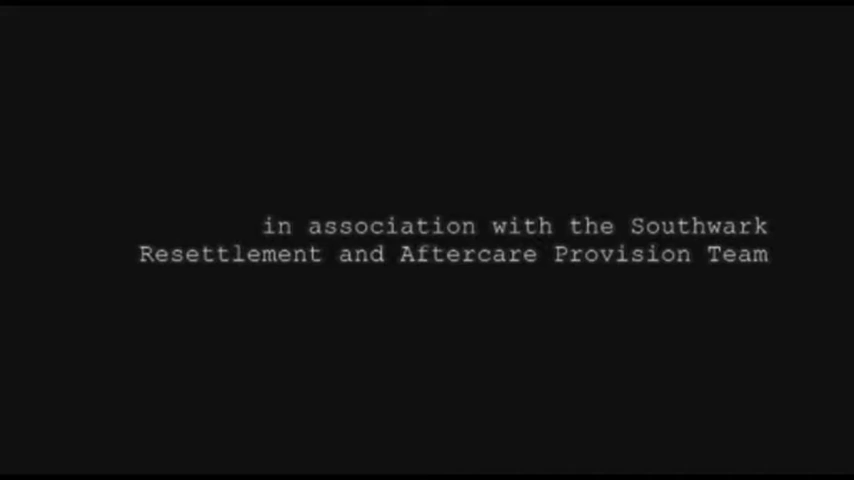 in association with the Southwark
Resettlement and Aftercare Provision Team